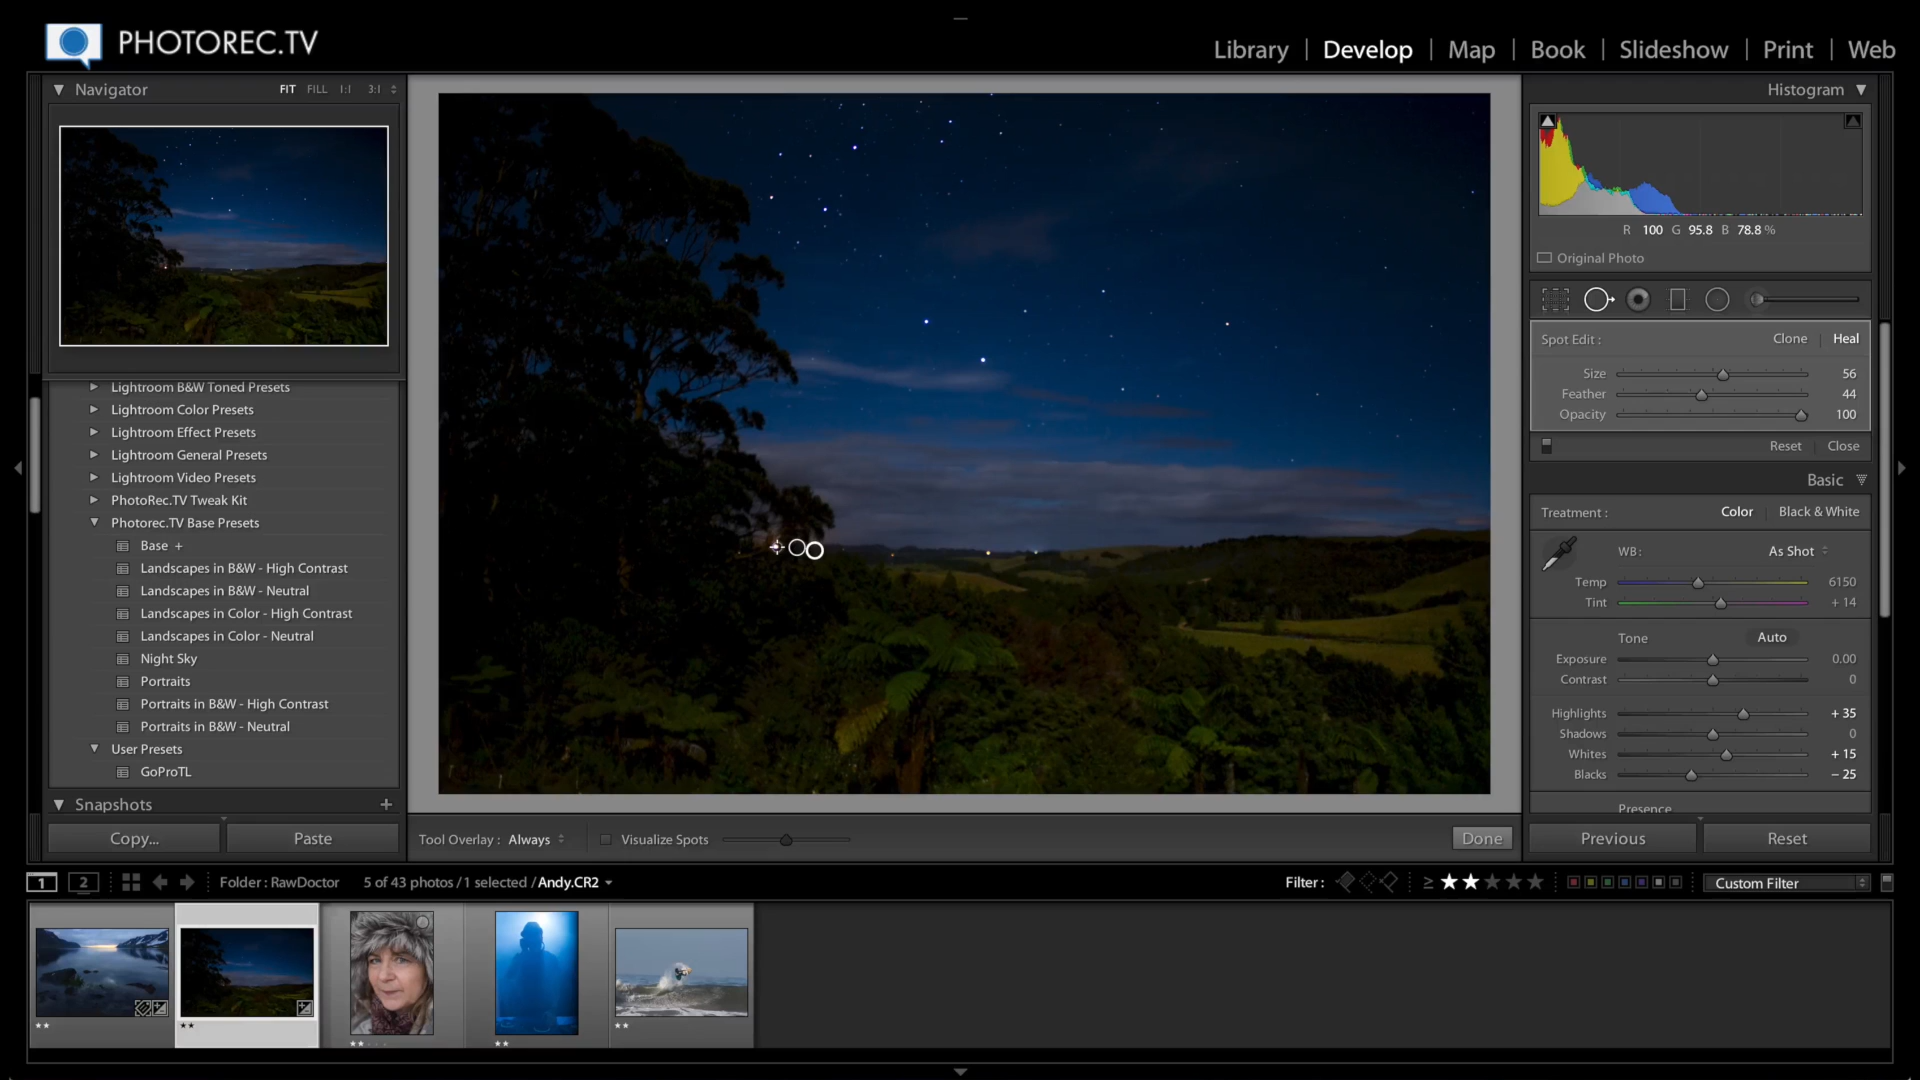 PHOTOREC.TV
Library | Develop | Map | Book | Slideshow | Print | Web
Navigator FIT FILL 1:1 3:1
Histogram
R 100 G 95.8 B 78.8 %
Original Photo
Spot Edit : Clone | Heal
Size 56
Feather 44
Opacity 100
Reset Close
Basic
Treatment : Color Black & White
WB: As Shot
Temp 6150
Tint + 14
Tone Auto
Exposure 0.00
Contrast 0
Highlights + 35
Shadows 0
Whites + 15
Blacks – 25
Presence
Previous Reset
Lightroom B&W Toned Presets
Lightroom Color Presets
Lightroom Effect Presets
Lightroom General Presets
Lightroom Video Presets
PhotoRec.TV Tweak Kit
Photorec.TV Base Presets
Base +
Landscapes in B&W - High Contrast
Landscapes in B&W - Neutral
Landscapes in Color - High Contrast
Landscapes in Color - Neutral
Night Sky
Portraits
Portraits in B&W - High Contrast
Portraits in B&W - Neutral
User Presets
GoProTL
Snapshots +
Copy... Paste
Tool Overlay : Always Visualize Spots Done
1 2 Folder : RawDoctor 5 of 43 photos / 1 selected / Andy.CR2 Filter : ≥ ★★★★★ Custom Filter